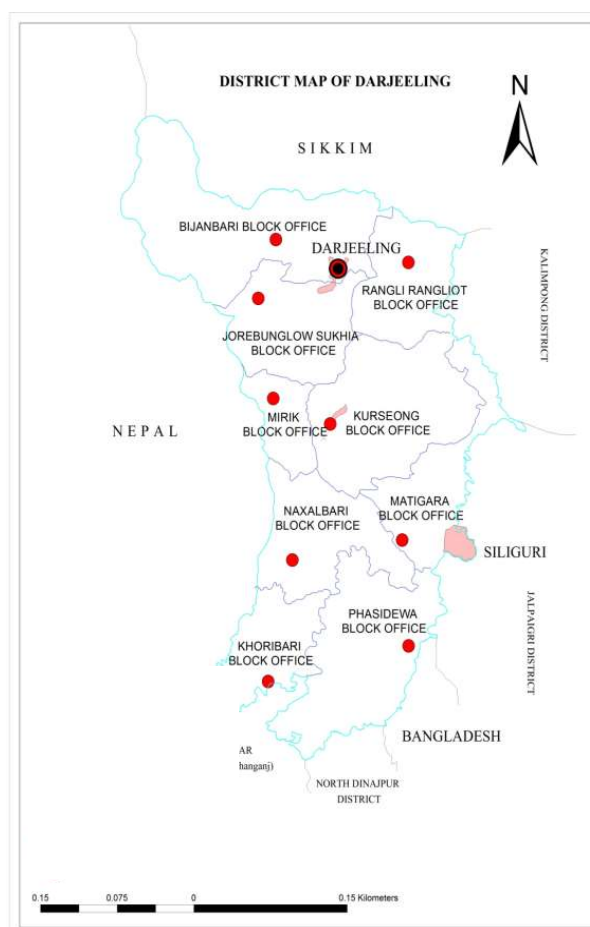 DISTRICT MAP OF DARJEELING
N
SIKKIM
BIJANBARI BLOCK OFFICE
DARJEELING
RANGLI RANGLIOT
BLOCK OFFICE
KALIMPONG DISTRICT
JOREBUNGLOW SUKHIA
BLOCK OFFICE
NEPAL
MIRIK
BLOCK OFFICE
KURSEONG
BLOCK OFFICE
NAXALBARI
BLOCK OFFICE
MATIGARA
BLOCK OFFICE
SILIGURI
JALPAIGRI DISTRICT
PHASIDEWA
BLOCK OFFICE
KHORIBARI
BLOCK OFFICE
BANGLADESH
AR
hanganj)
NORTH DINAJPUR
DISTRICT
0.15 0.075 0 0.15 Kilometers